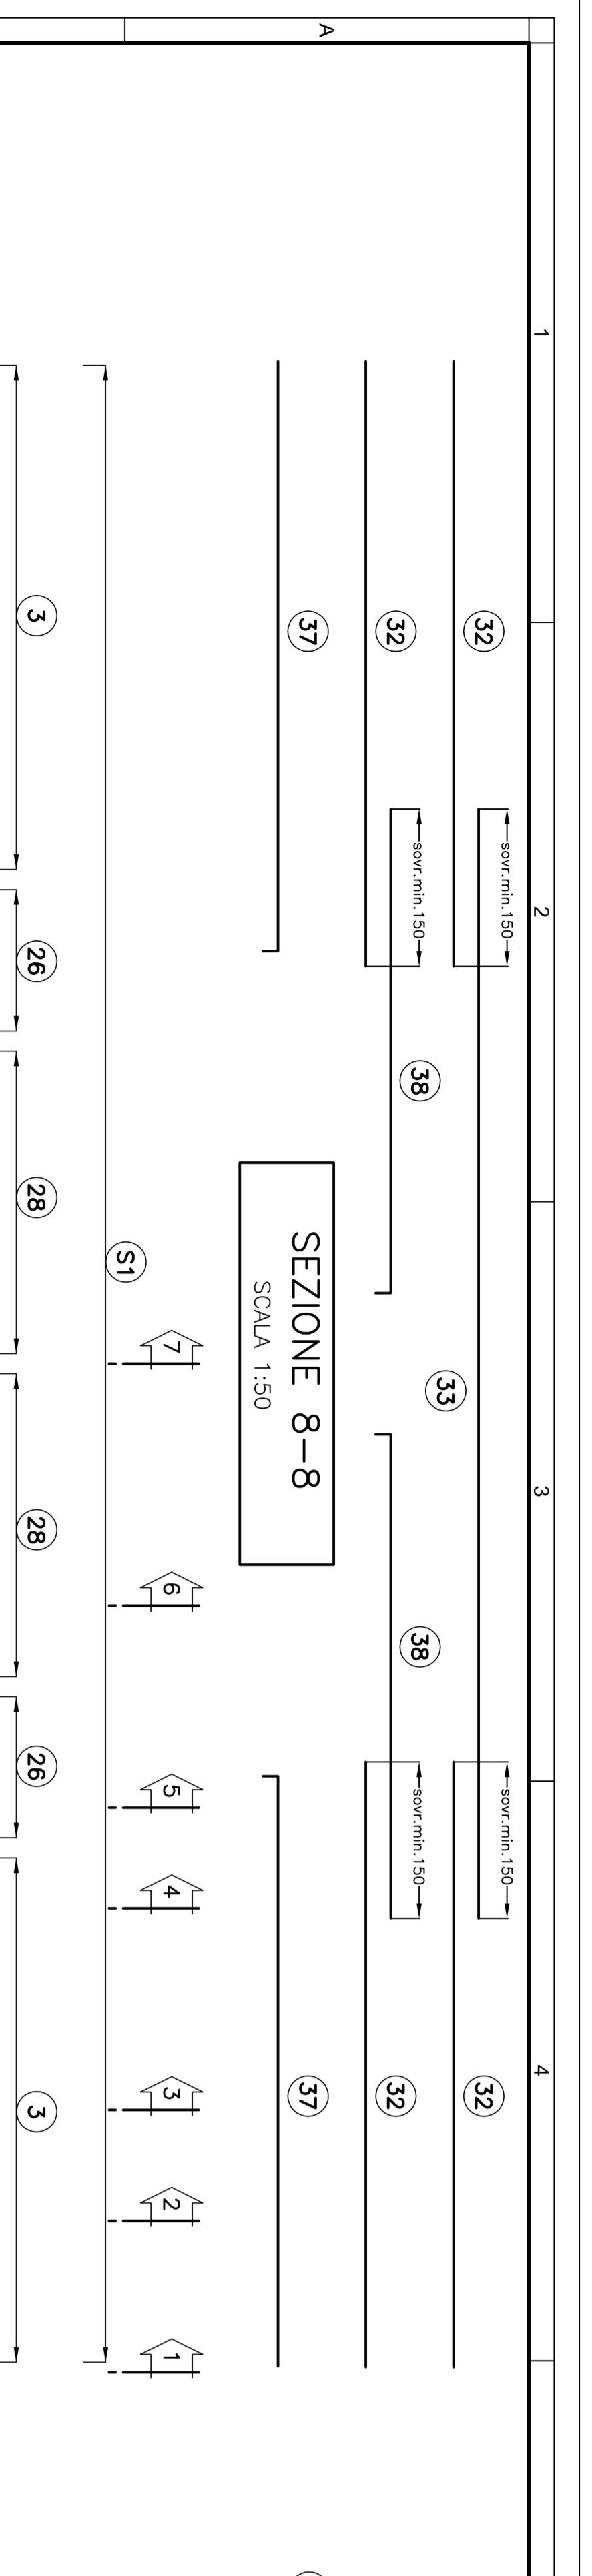 1 2 3 4
sovr.min.150 sovr.min.150
32 32
33
sovr.min.150 38 38 sovr.min.150
32 32
A
37 37
SEZIONE 8-8
SCALA 1:50
7 6 5 4 3 2 1
S1
3 26 28 28 26 3